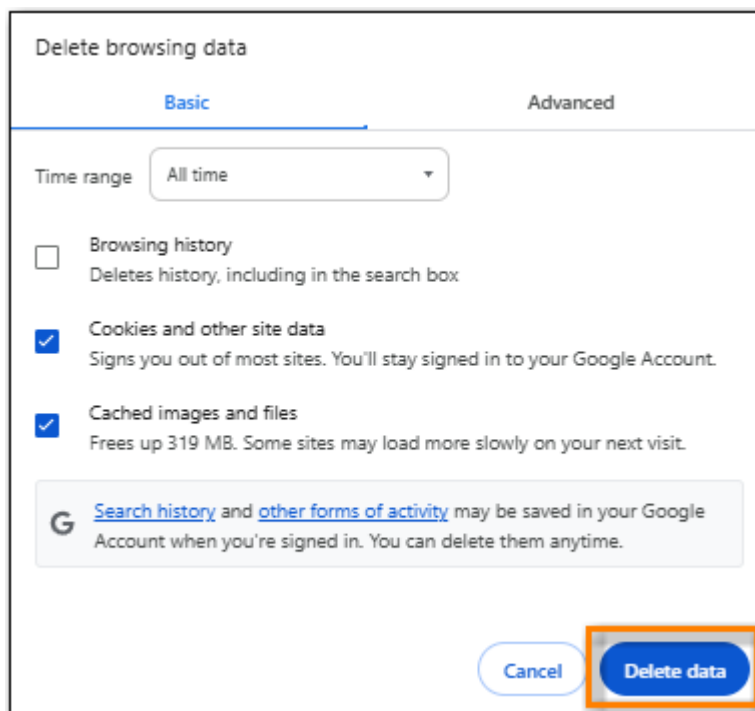 Delete browsing data
Basic
Advanced
Time range
All time
Browsing history
Deletes history, including in the search box
Cookies and other site data
Signs you out of most sites. You'll stay signed in to your Google Account.
Cached images and files
Frees up 319 MB. Some sites may load more slowly on your next visit.
G
Search history and other forms of activity may be saved in your Google
Account when you're signed in. You can delete them anytime.
Cancel
Delete data